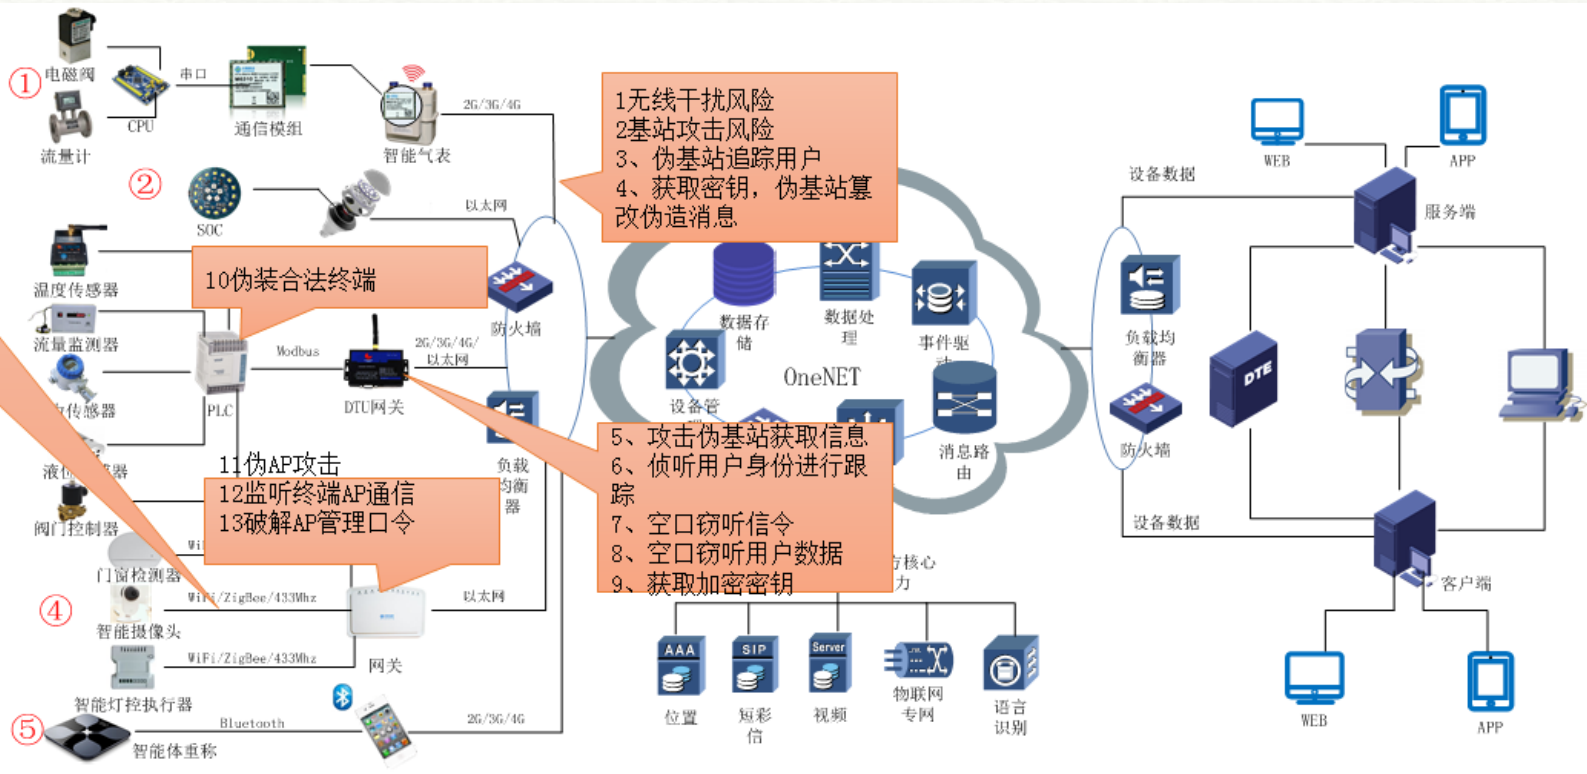 ①
电磁阀
流量计
CPU
串口
通信模组
智能气表
2G/3G/4G
②
SOC
以太网
温度传感器
流量监测器
传感器
液位
器
阀门控制器
PLC
Modbus
DTU网关
2G/3G/4G/
以太网
防火墙
负载
均衡
器
10伪装合法终端
11伪AP攻击
12监听终端AP通信
13破解AP管理口令
1无线干扰风险
2基站攻击风险
3、伪基站追踪用户
4、获取密钥，伪基站篡
改伪造消息
5、攻击伪基站获取信息
6、侦听用户身份进行跟
踪
7、空口窃听信令
8、空口窃听用户数据
9、获取加密密钥
门窗检测器
④
WiFi/ZigBee/433Mhz
智能摄像头
WiFi/ZigBee/433Mhz
智能灯控执行器
网关
以太网
⑤
Bluetooth
智能体重称
2G/3G/4G
数据存
储
数据处
理
事件驱
OneNET
设备管
消息路
由
核心
力
AAA
位置
SIP
短彩
信
Server
视频
物联网
专网
语言
识别
设备数据
WEB
APP
服务端
负载均
衡器
防火墙
DTE
设备数据
客户端
WEB
APP